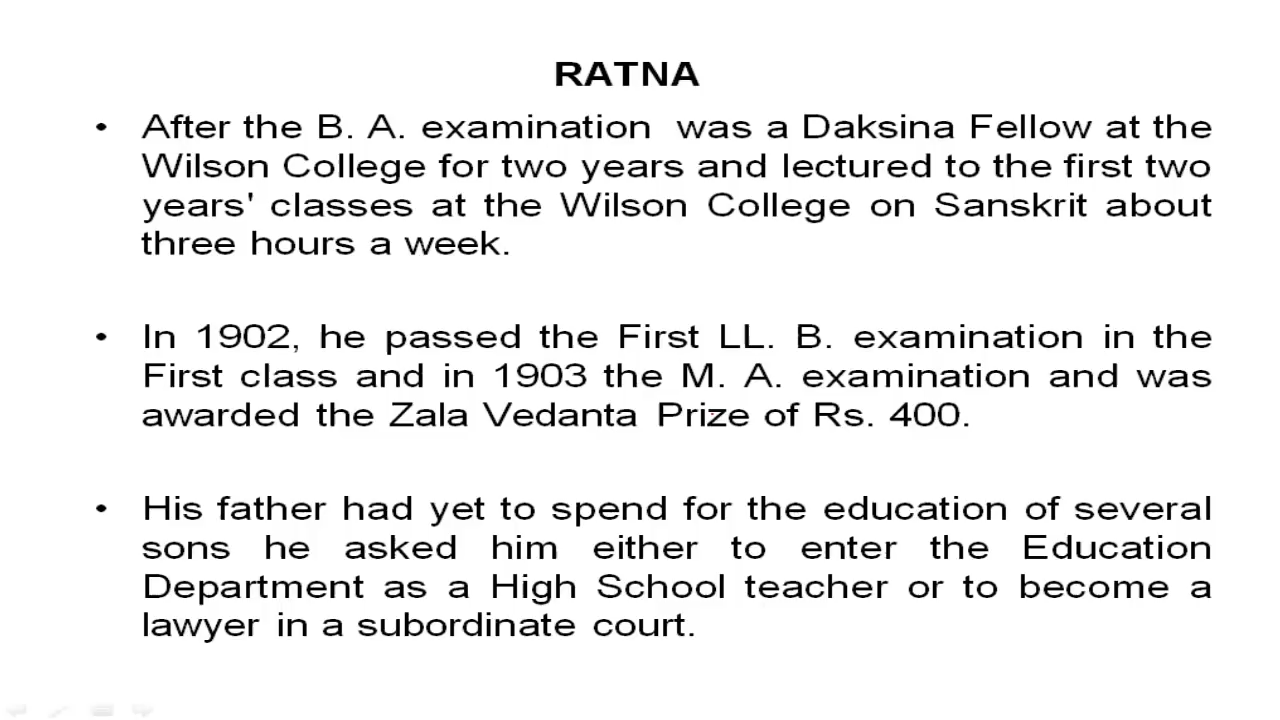 RATNA
• After the B. A. examination was a Daksina Fellow at the
Wilson College for two years and lectured to the first two
years' classes at the Wilson College on Sanskrit about
three hours a week.
• In 1902, he passed the First LL. B. examination in the
First class and in 1903 the M. A. examination and was
awarded the Zala Vedanta Prize of Rs. 400.
• His father had yet to spend for the education of several
sons he asked him either to enter the Education
Department as a High School teacher or to become a
lawyer in a subordinate court.